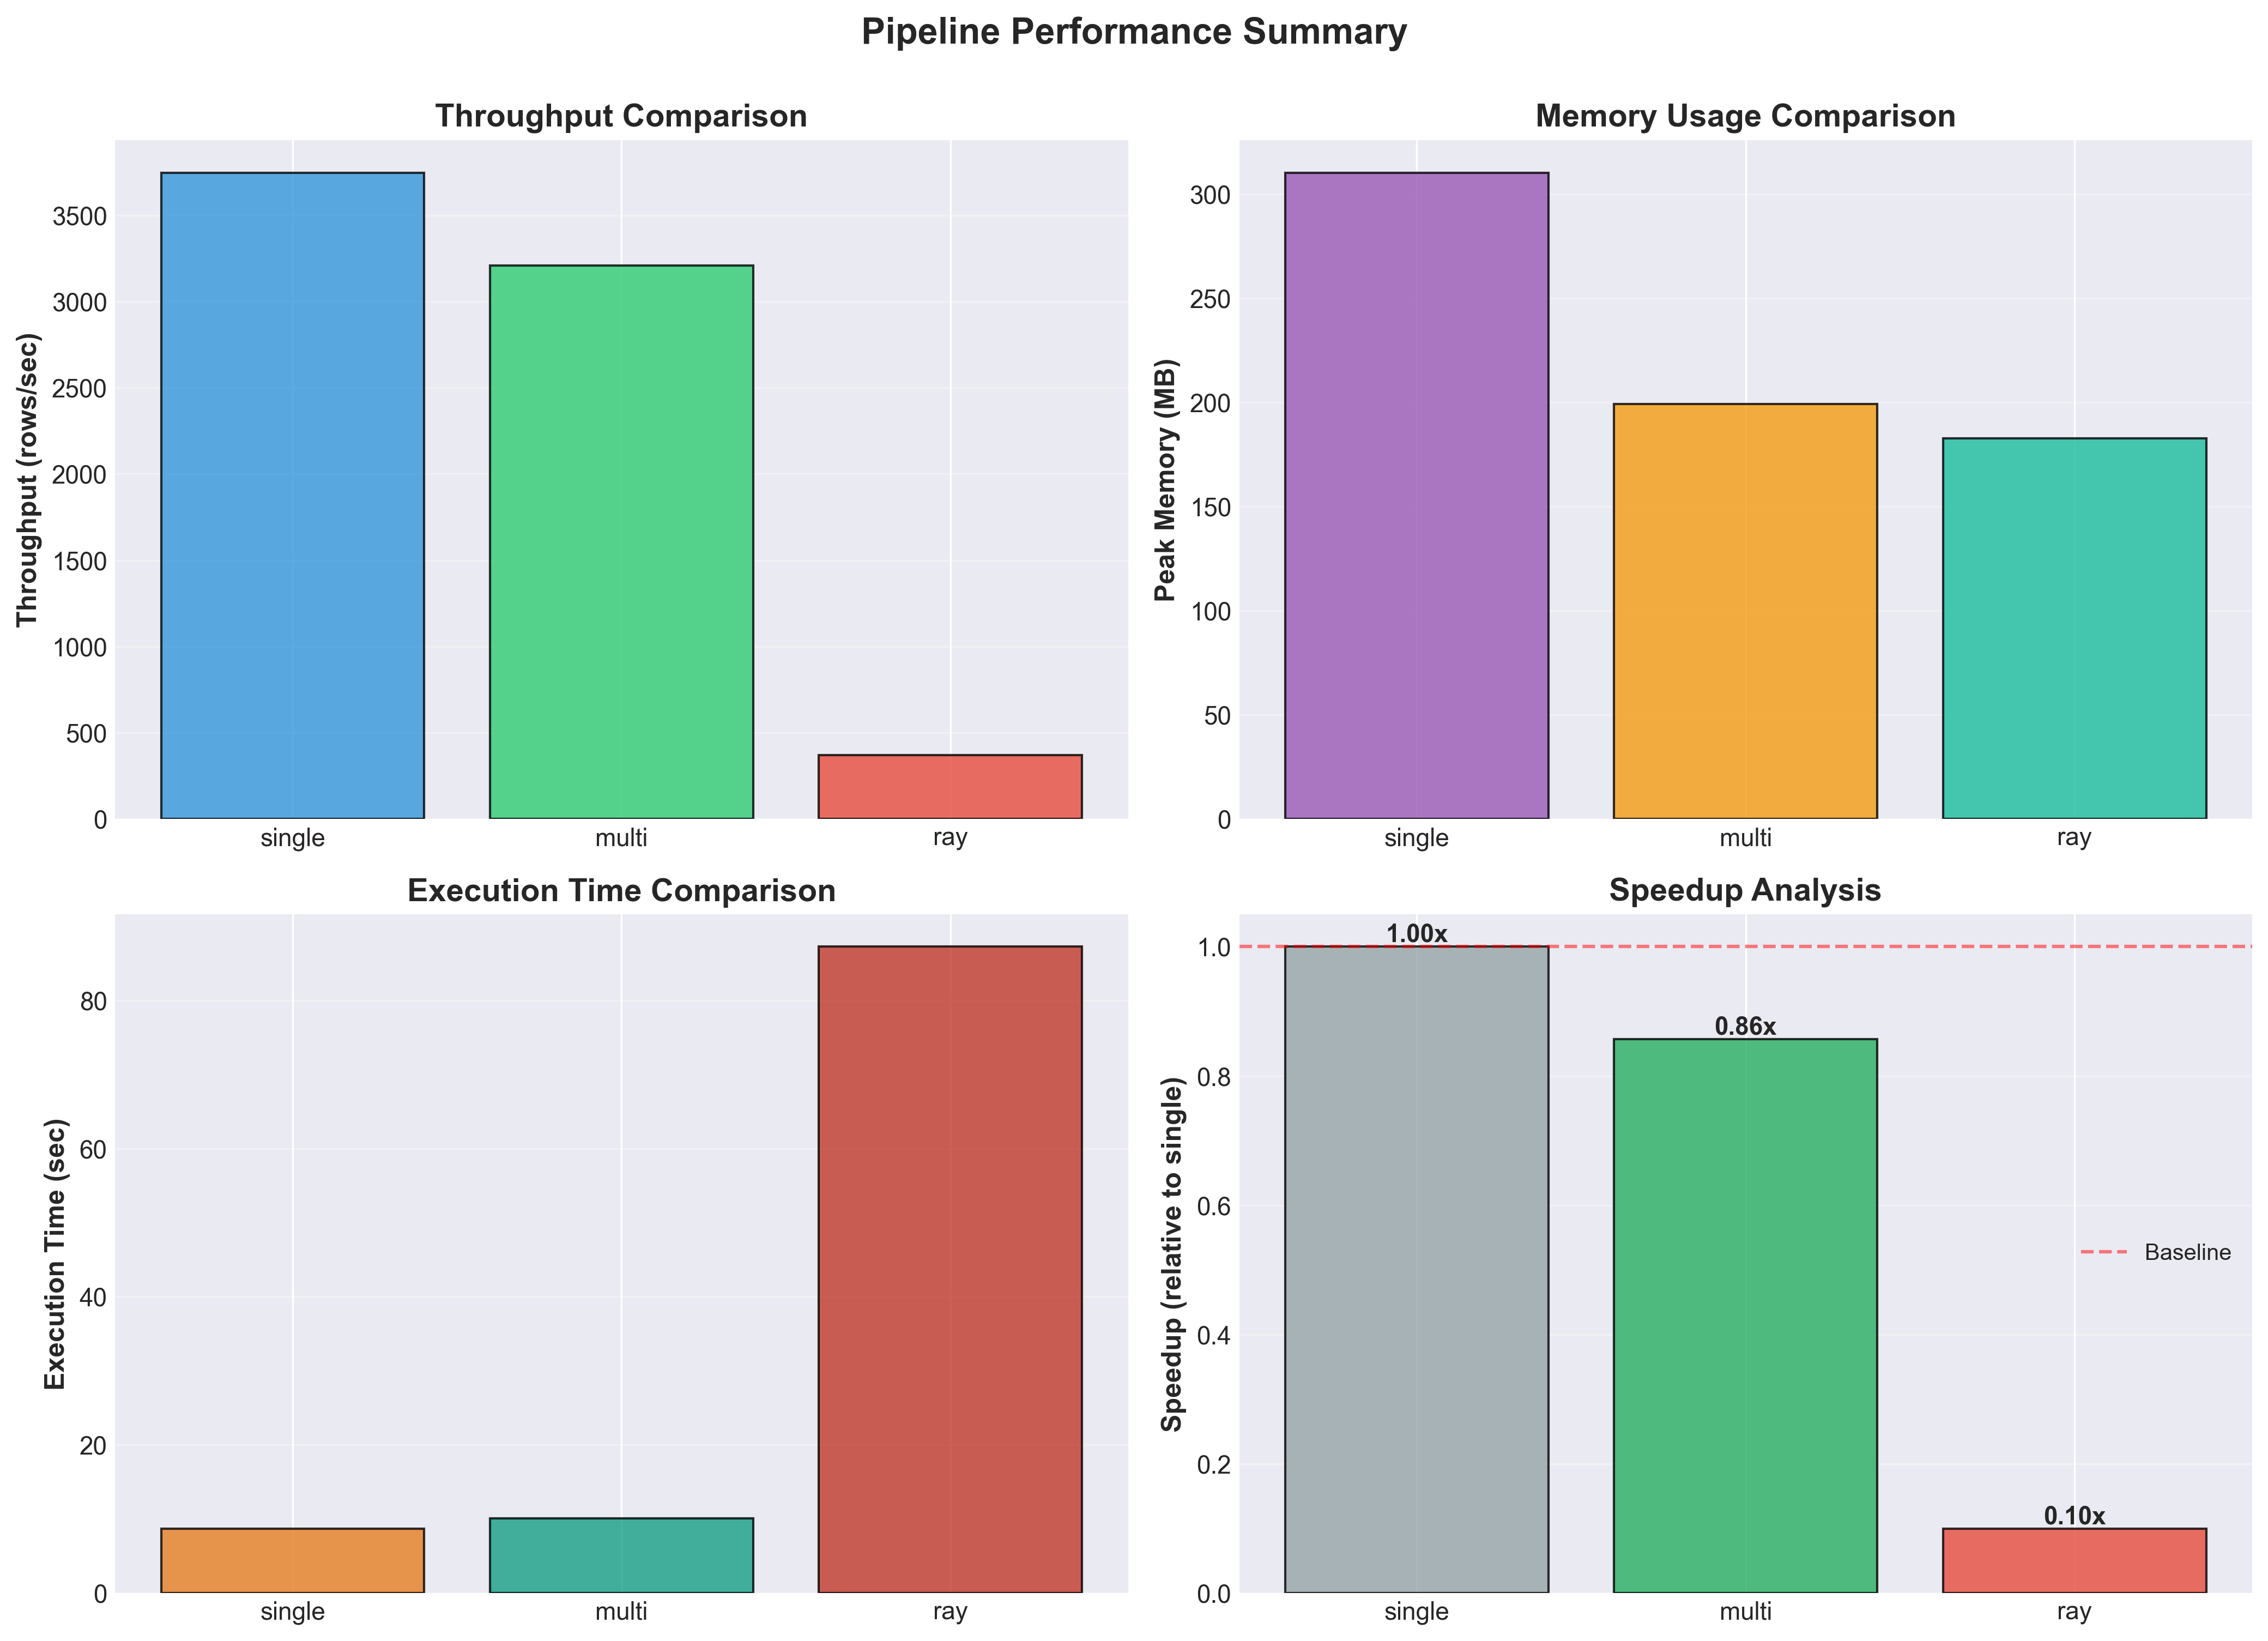 Pipeline Performance Summary
Throughput Comparison
Throughput (rows/sec)
3500
3000
2500
2000
1500
1000
500
0
single
multi
ray
Memory Usage Comparison
Peak Memory (MB)
300
250
200
150
100
50
0
single
multi
ray
Execution Time Comparison
Execution Time (sec)
80
60
40
20
0
single
multi
ray
Speedup Analysis
Speedup (relative to single)
1.0
0.8
0.6
0.4
0.2
0.0
1.00x
0.86x
0.10x
Baseline
single
multi
ray